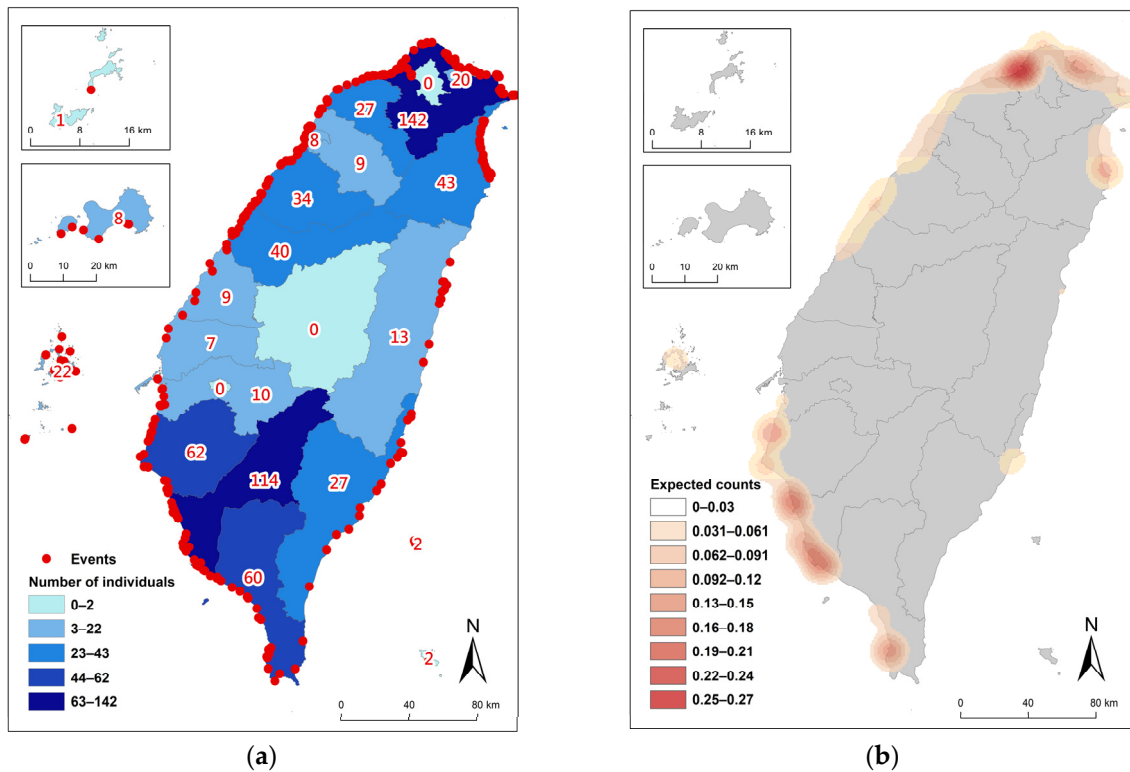 1
0 8 16 km
8
0 10 20 km
0
20
27
142
8
9
43
34
40
9
0
13
7
22
0
10
62
114
27
2
60
2
Events
Number of individuals
0–2
3–22
23–43
44–62
63–142
N
0 40 80 km
(a)
0 8 16 km
0 10 20 km
Expected counts
0–0.03
0.031–0.061
0.062–0.091
0.092–0.12
0.13–0.15
0.16–0.18
0.19–0.21
0.22–0.24
0.25–0.27
N
0 40 80 km
(b)